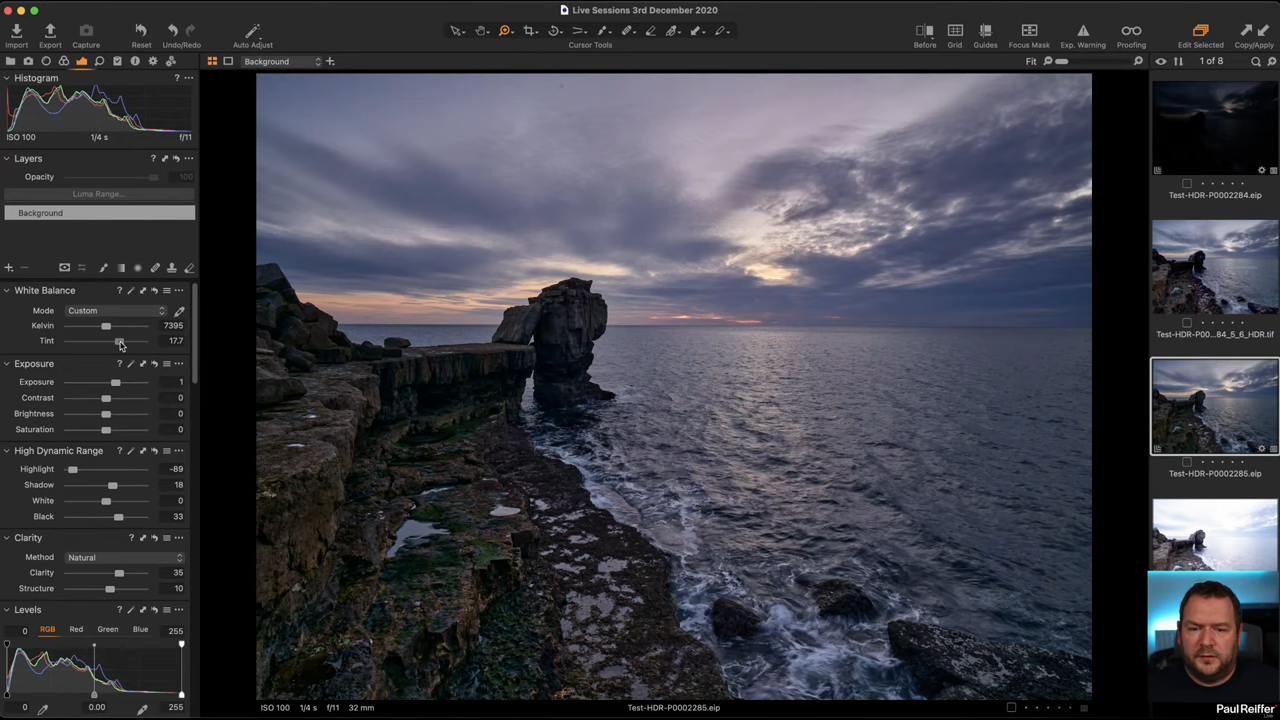 Live Sessions 3rd December 2020
Import Export Capture Reset Undo/Redo Auto Adjust Cursor Tools Before Grid Guides Focus Mask Exp. Warning Proofing Edit Selected Copy/Apply
Background Fit 1 of 8
Histogram
ISO 100 1/4 s f/11
Layers
Opacity 100
Luma Range...
Background
White Balance
Mode Custom
Kelvin 7395
Tint 17.7
Exposure
Exposure 1
Contrast 0
Brightness 0
Saturation 0
High Dynamic Range
Highlight -89
Shadow 18
White 0
Black 33
Clarity
Method Natural
Clarity 35
Structure 10
Levels
0 RGB Red Green Blue 255
0 0.00 255
ISO 100 1/4 s f/11 32 mm Test-HDR-P0002285.eip
Test-HDR-P0002284.eip
Test-HDR-P00...84_5_6_HDR.tif
Test-HDR-P0002285.eip
Paul Reiffer
Live